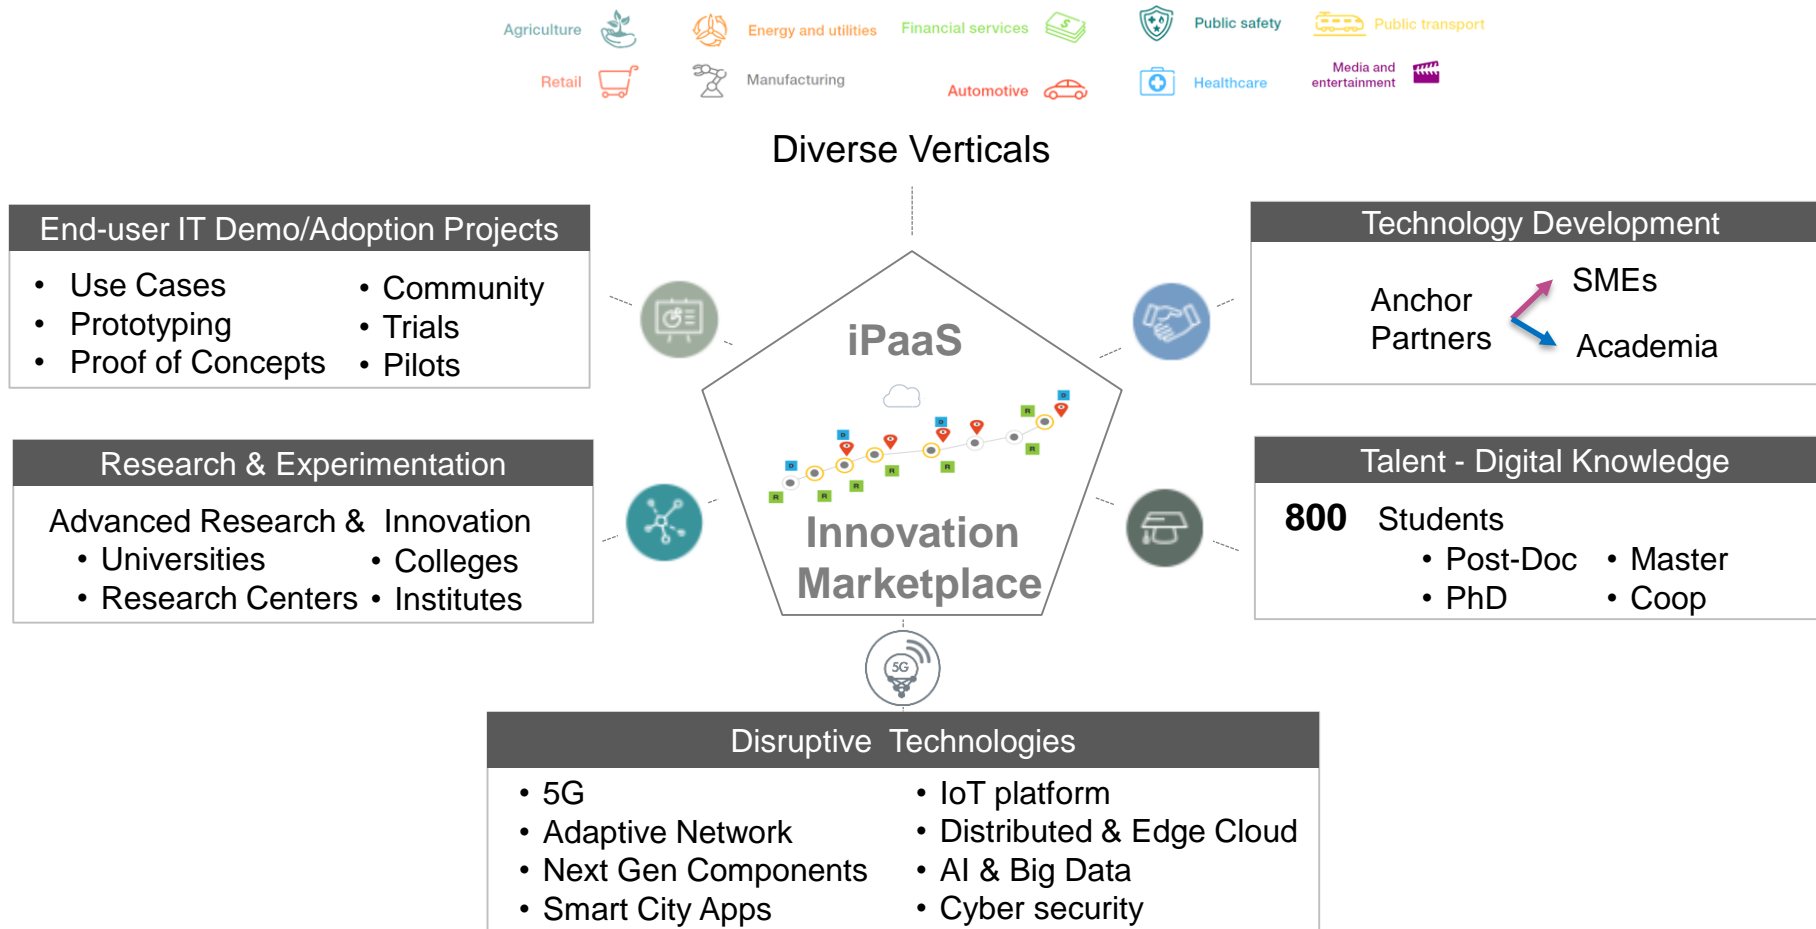 Agriculture
Energy and utilities
Financial services
Public safety
Public transport
Retail
Manufacturing
Automotive
Healthcare
Media and
entertainment
Diverse Verticals
End-user IT Demo/Adoption Projects
• Use Cases
• Prototyping
• Proof of Concepts
• Community
• Trials
• Pilots
Technology Development
Anchor
Partners
SMEs
Academia
iPaaS
D
D
D
D
R
R
R
R
R
R
R
R
Innovation
Marketplace
Research & Experimentation
Advanced Research & Innovation
• Universities
• Research Centers
• Colleges
• Institutes
Talent - Digital Knowledge
800 Students
• Post-Doc
• PhD
• Master
• Coop
5G
Disruptive Technologies
• 5G
• Adaptive Network
• Next Gen Components
• Smart City Apps
• IoT platform
• Distributed & Edge Cloud
• AI & Big Data
• Cyber security